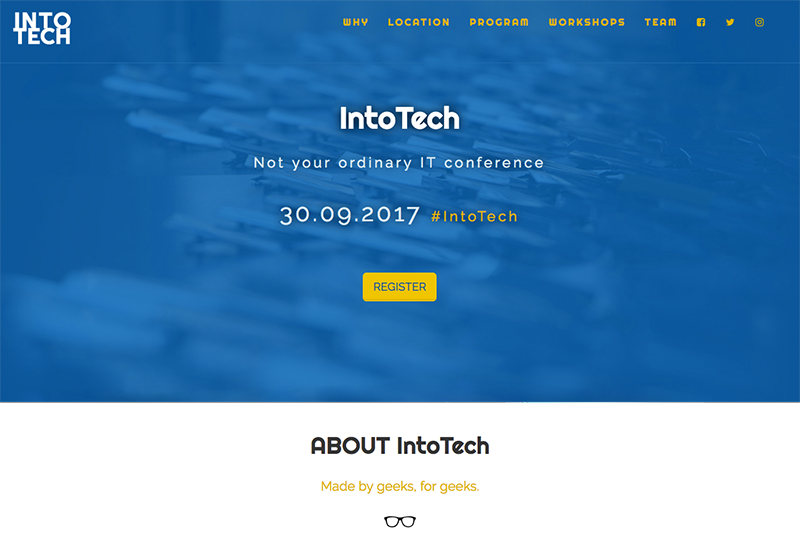 INTO
TECH
WHY LOCATION PROGRAM WORKSHOPS TEAM
IntoTech
Not your ordinary IT conference
30.09.2017 #IntoTech
REGISTER
ABOUT IntoTech
Made by geeks, for geeks.